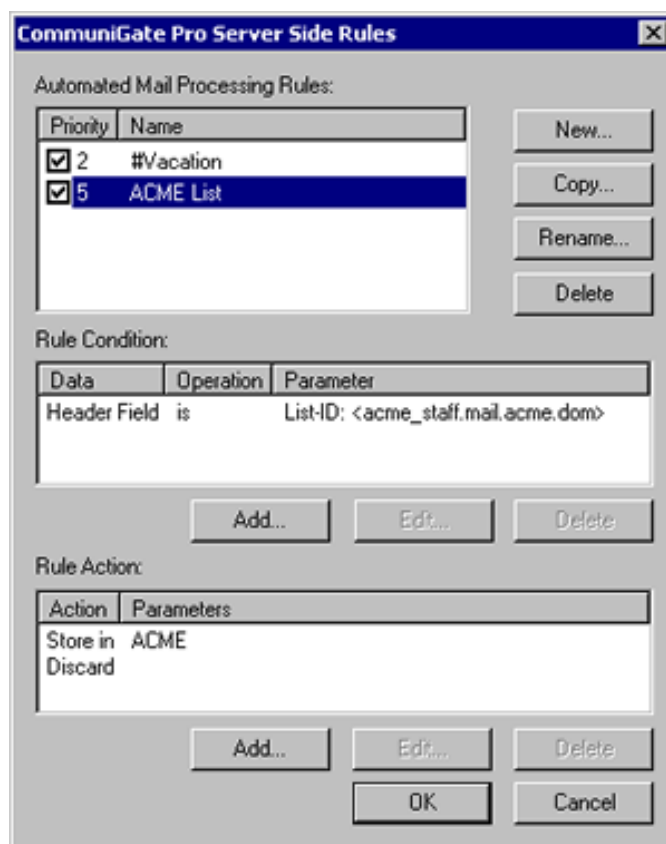 CommuniGate Pro Server Side Rules
Automated Mail Processing Rules:
Priority Name
2 #Vacation
5 ACME List
New...
Copy...
Rename...
Delete
Rule Condition:
Data Operation Parameter
Header Field is List-ID: <acme_staff.mail.acme.dom>
Add... Edit... Delete
Rule Action:
Action Parameters
Store in ACME
Discard
Add... Edit... Delete
OK Cancel